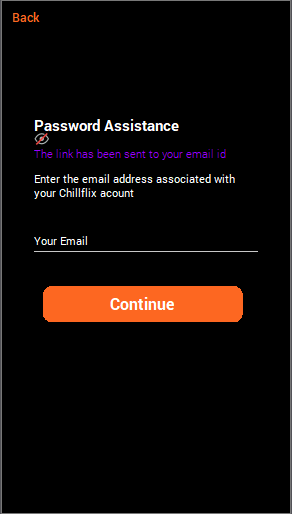 Back
Password Assistance
The link has been sent to your email id
Enter the email address associated with
your Chillflix acount
Your Email
Continue